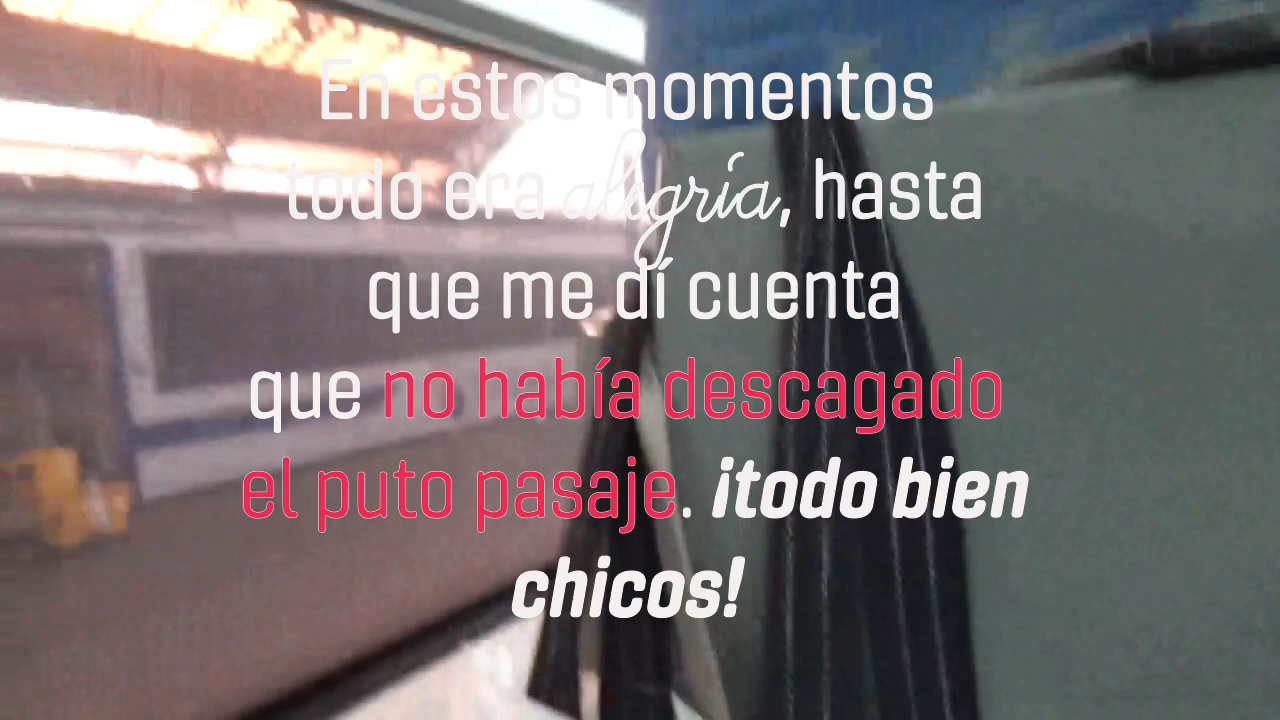 En estos momentos
todo era alegría, hasta
que me dí cuenta
que no había descagado
el puto pasaje. ¡todo bien
chicos!